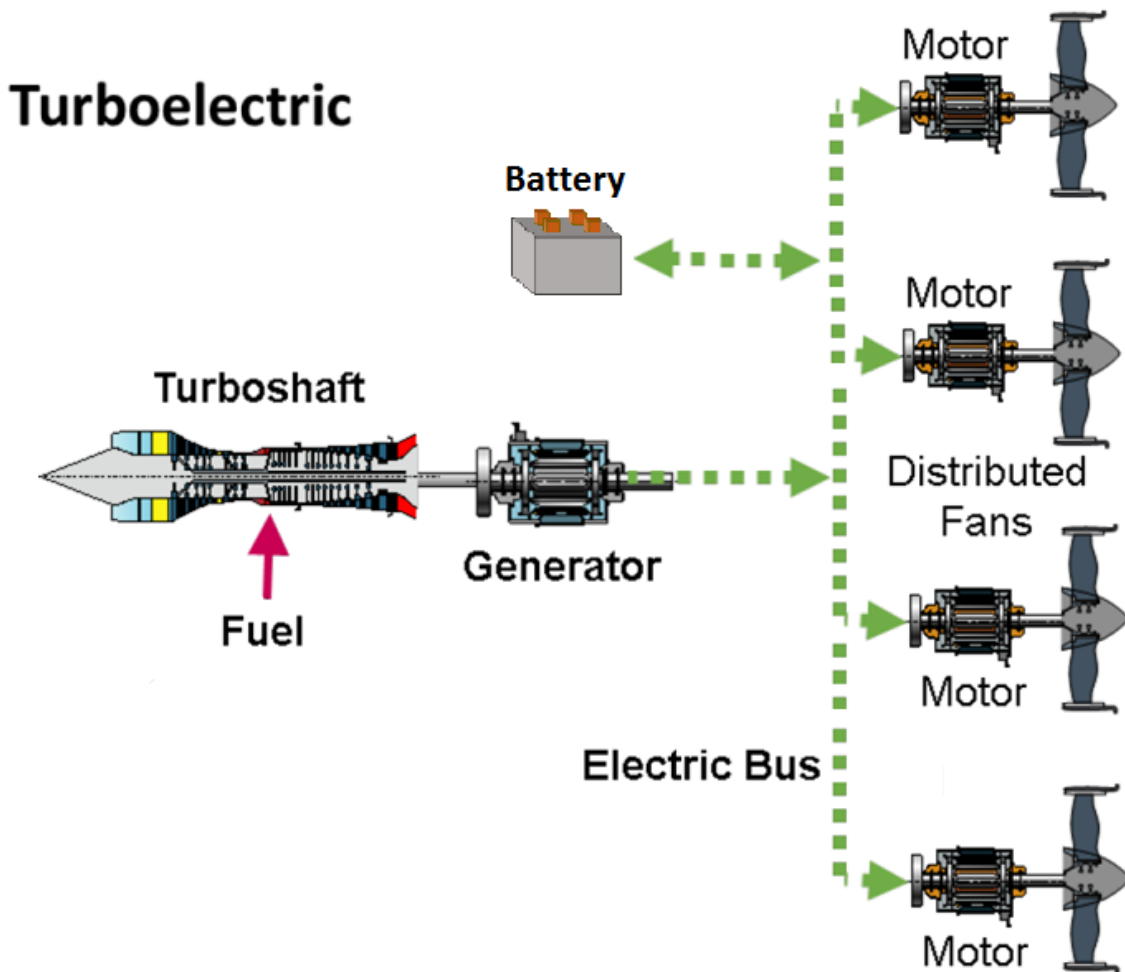 Turboelectric
Motor
Battery
Motor
Turboshaft
Distributed
Fans
Generator
Fuel
Motor
Electric Bus
Motor